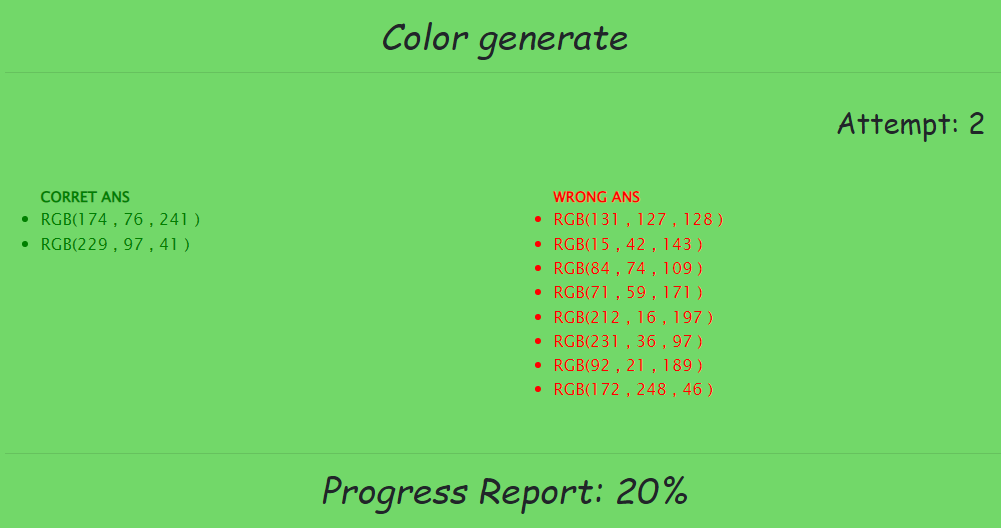 Color generate
Attempt: 2
CORRET ANS
RGB(174 , 76 , 241 )
RGB(229 , 97 , 41 )
WRONG ANS
RGB(131 , 127 , 128 )
RGB(15 , 42 , 143 )
RGB(84 , 74 , 109 )
RGB(71 , 59 , 171 )
RGB(212 , 16 , 197 )
RGB(231 , 36 , 97 )
RGB(92 , 21 , 189 )
RGB(172 , 248 , 46 )
Progress Report: 20%